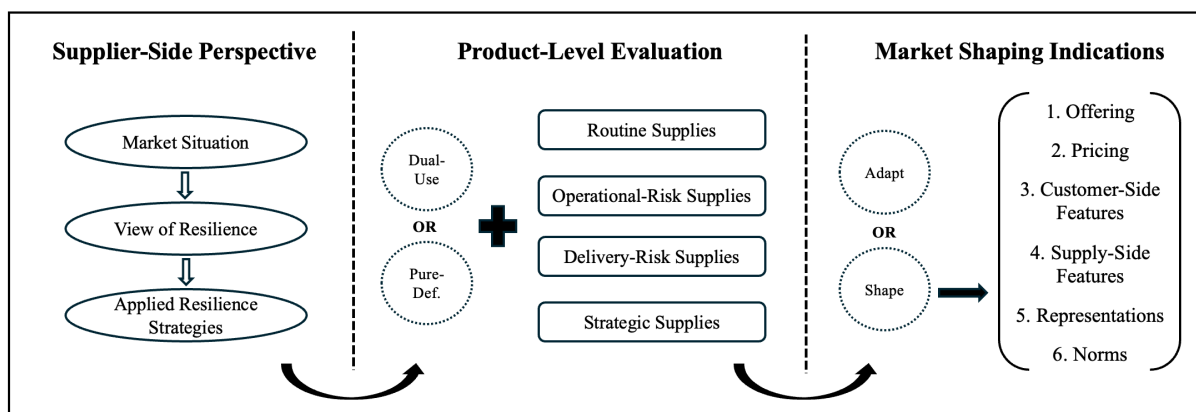 Supplier-Side Perspective
Market Situation
View of Resilience
Applied Resilience
Strategies
Product-Level Evaluation
Dual-
Use
OR
Pure-
Def.
Routine Supplies
Operational-Risk Supplies
Delivery-Risk Supplies
Strategic Supplies
Market Shaping Indications
Adapt
OR
Shape
1. Offering
2. Pricing
3. Customer-Side
Features
4. Supply-Side
Features
5. Representations
6. Norms